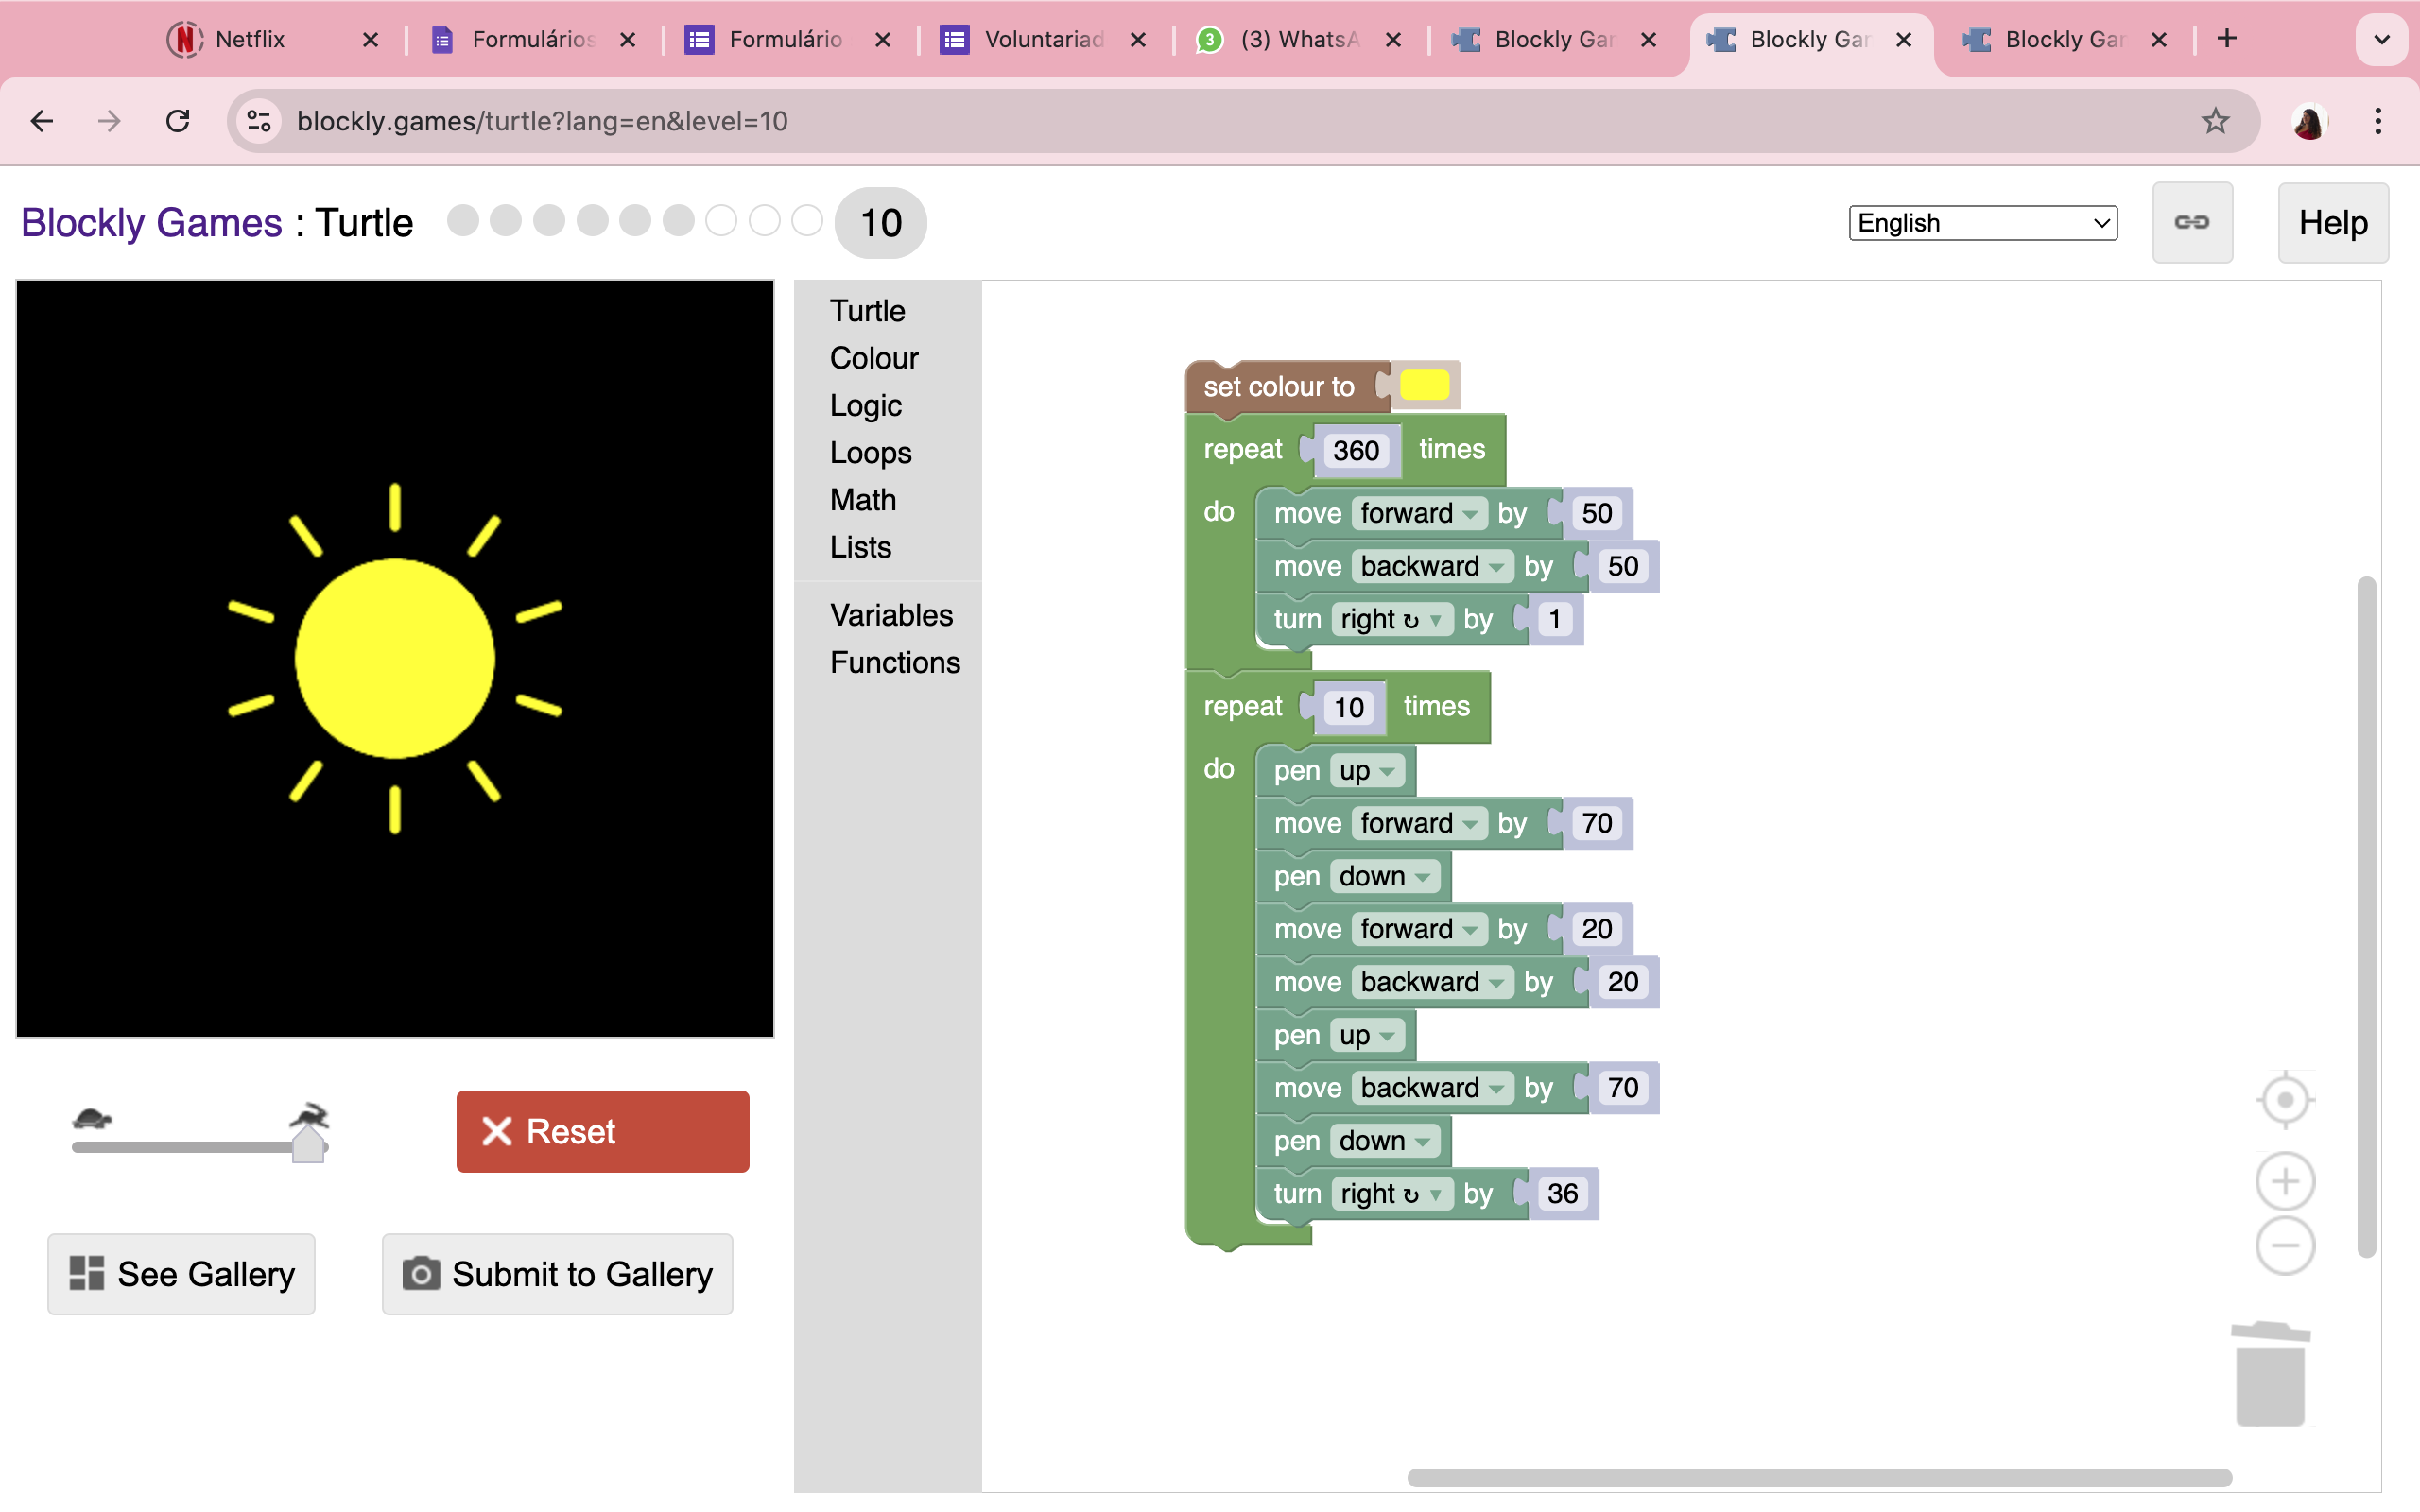 Netflix
Formulários
Formulário
Voluntariad
3
(3) WhatsA
Blockly Gar
Blockly Gar
Blockly Gar
blockly.games/turtle?lang=en&level=10
Blockly Games : Turtle
10
English
Help
Turtle
Colour
Logic
Loops
Math
Lists
Variables
Functions
set colour to
repeat 360 times
do move forward by 50
move backward by 50
turn right ↻ by 1
repeat 10 times
do pen up
move forward by 70
pen down
move forward by 20
move backward by 20
pen up
move backward by 70
pen down
turn right ↻ by 36
Reset
See Gallery
Submit to Gallery